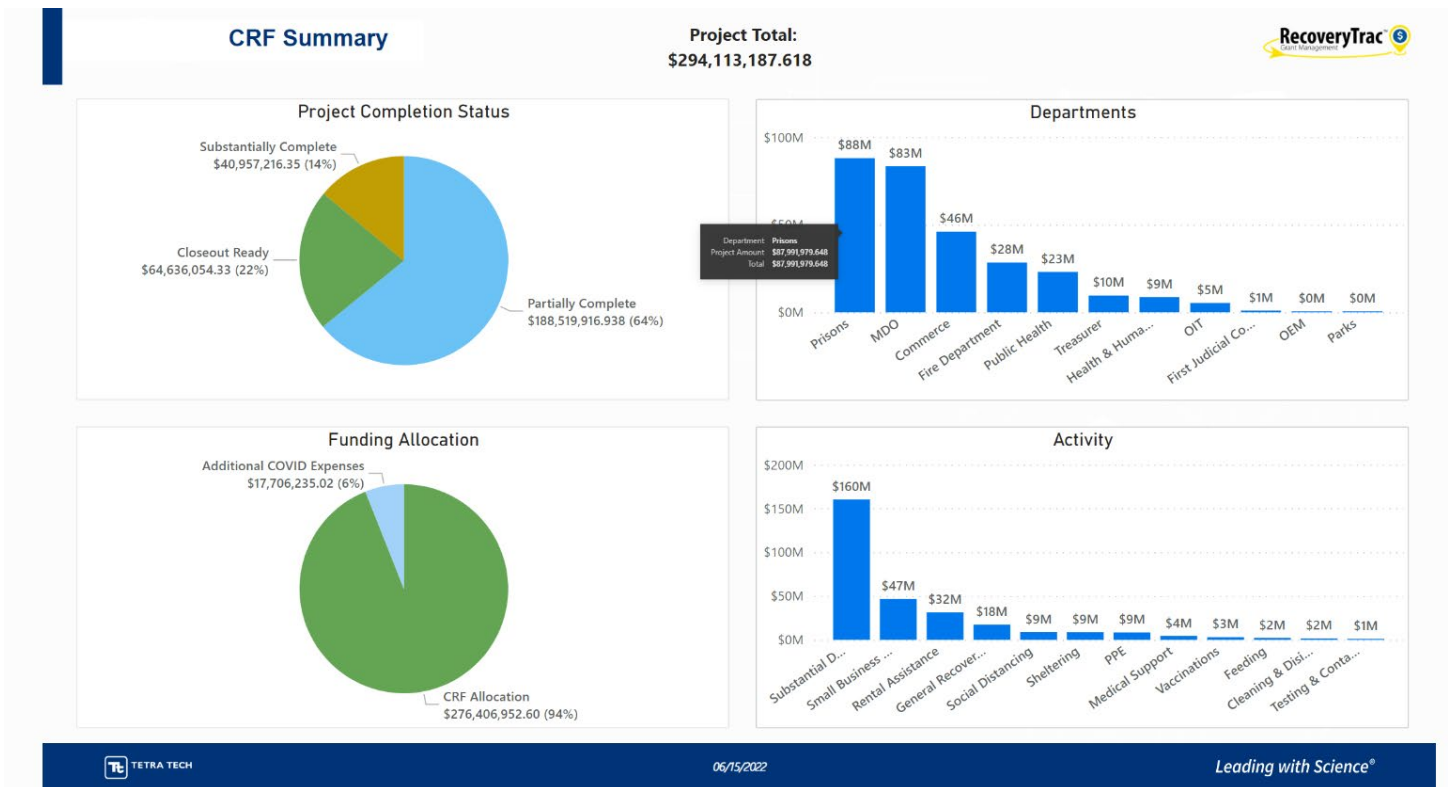 CRF Summary
Project Total:
$294,113,187.618
RecoveryTrac
Grant Management
$
Project Completion Status
Substantially Complete
$40,957,216.35 (14%)
Closeout Ready
$64,636,054.33 (22%)
Partially Complete
$188,519,916.938 (64%)
Departments
$100M
$0M
$88M
$83M
$46M
$28M
$23M
$10M
$9M
$5M
$1M
$0M
$0M
Department Prisons
Project Amount $87,991,979.648
Total $87,991,979.648
Prisons
MDO
Commerce
Fire Department
Public Health
Treasurer
Health & Huma...
OIT
First Judicial Co...
OEM
Parks
Funding Allocation
Additional COVID Expenses
$17,706,235.02 (6%)
CRF Allocation
$276,406,952.60 (94%)
Activity
$200M
$150M
$100M
$50M
$0M
$160M
$47M
$32M
$18M
$9M
$9M
$9M
$4M
$3M
$2M
$2M
$1M
Substantial D...
Small Business ...
Rental Assistance
General Recover...
Social Distancing
Sheltering
PPE
Medical Support
Vaccinations
Feeding
Cleaning & Disi...
Testing & Conta...
Tt TETRA TECH
06/15/2022
Leading with Science®